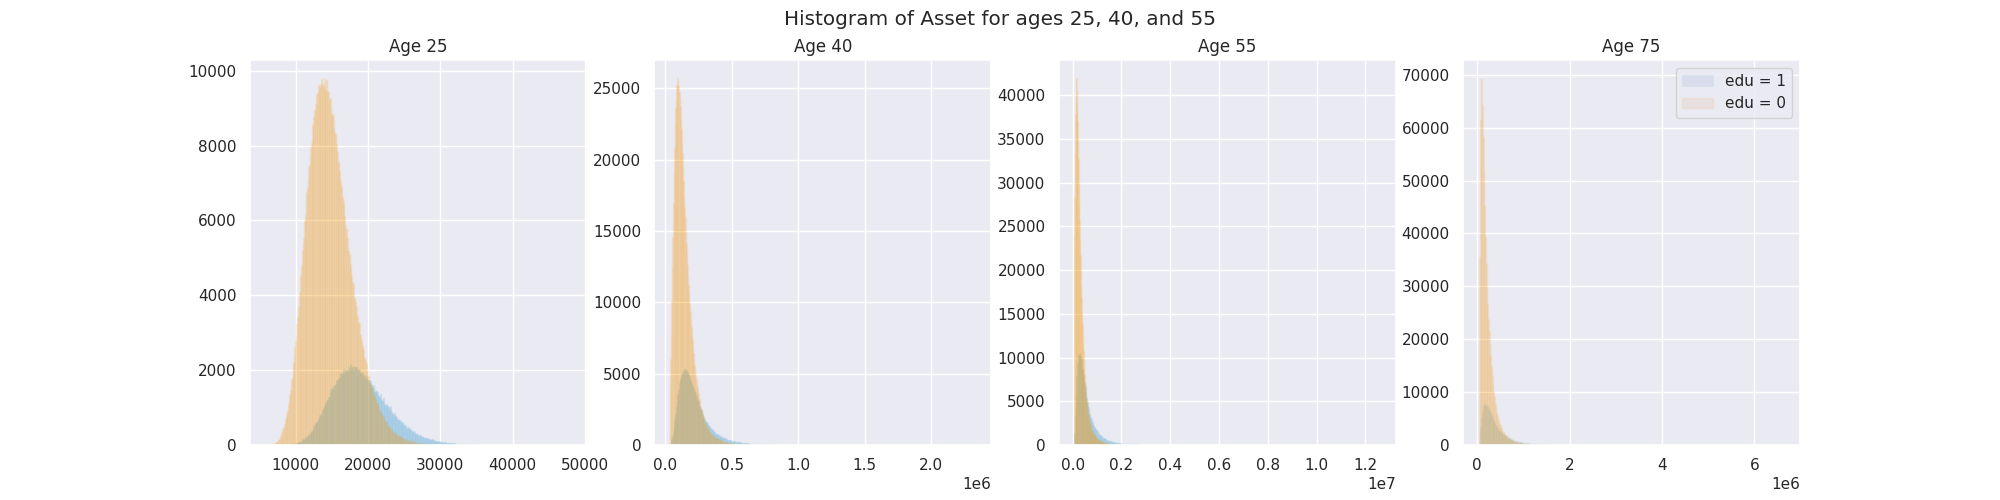 Histogram of Asset for ages 25, 40, and 55
Age 25
10000
8000
6000
4000
2000
0
10000 20000 30000 40000 50000
Age 40
25000
20000
15000
10000
5000
0
0.0 0.5 1.0 1.5 2.0
1e6
Age 55
40000
35000
30000
25000
20000
15000
10000
5000
0
0.0 0.2 0.4 0.6 0.8 1.0 1.2
1e7
Age 75
70000
60000
50000
40000
30000
20000
10000
0
0 2 4 6
1e6
edu = 1
edu = 0